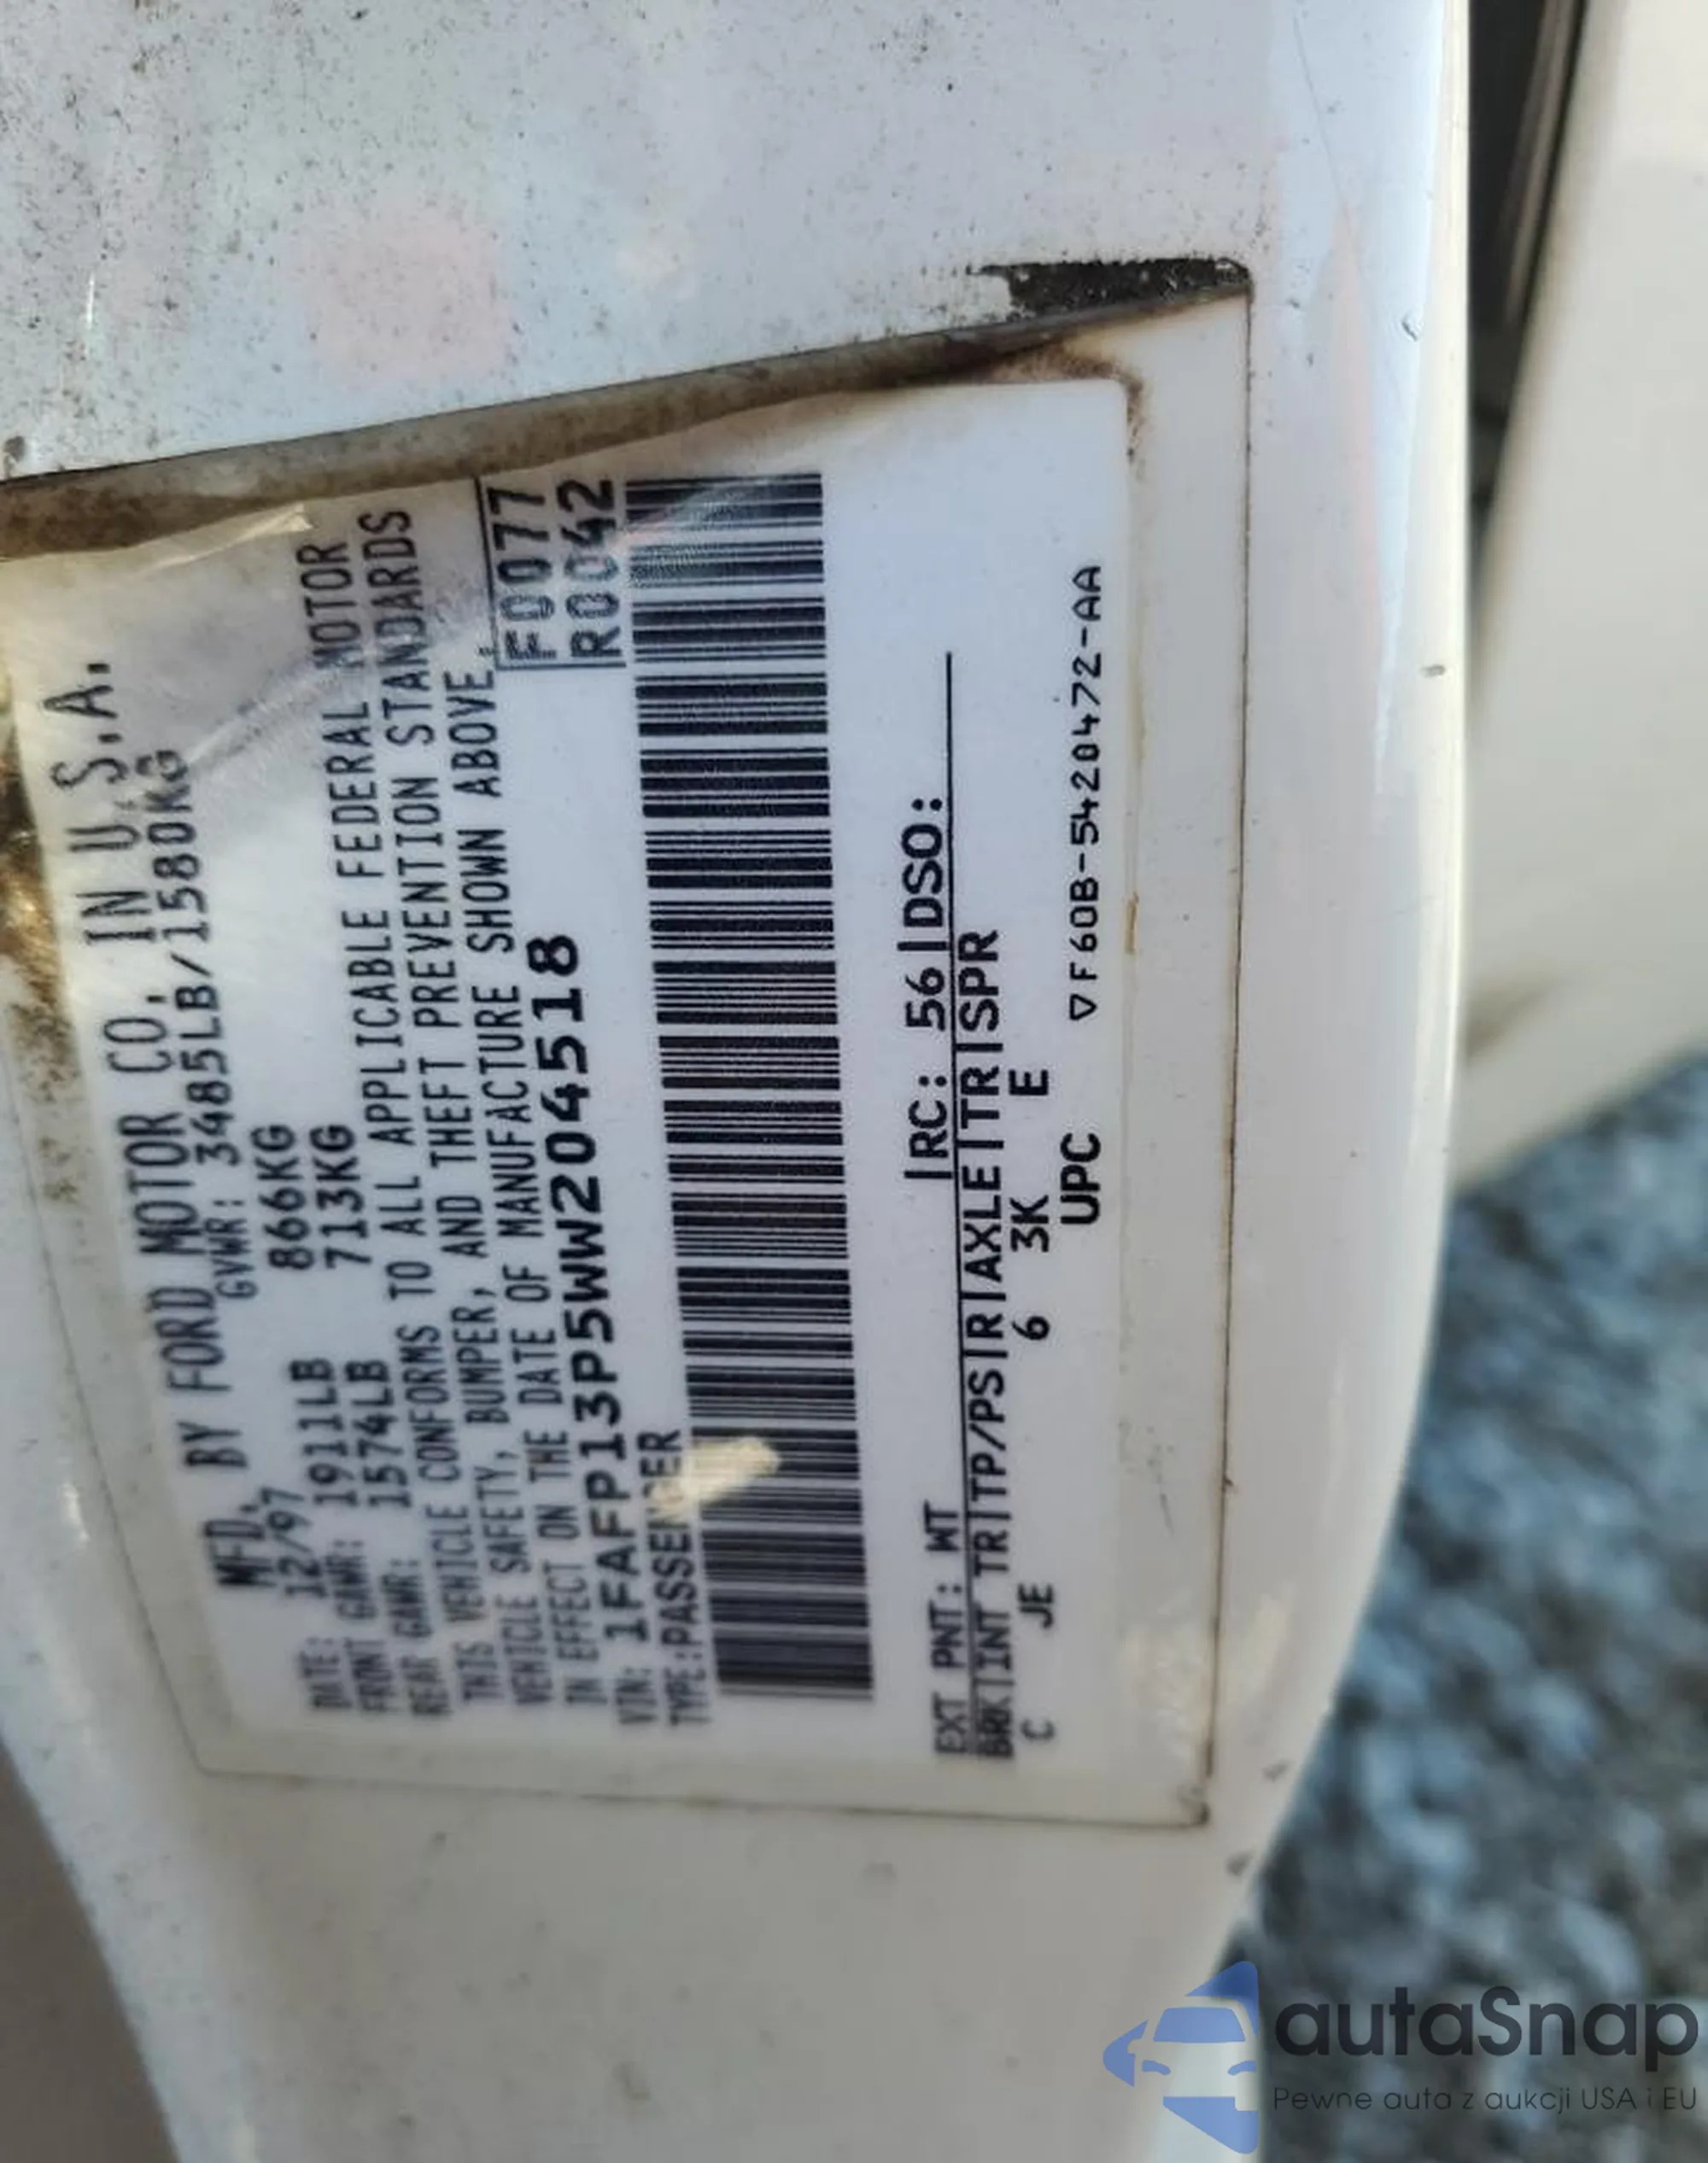 MFD. BY FORD MOTOR CO. IN U.S.A.
DATE: 12/97 GVWR: 3485LB/1580KG
FRONT GAWR: 1911LB 866KG
REAR GAWR: 1574LB 713KG
THIS VEHICLE CONFORMS TO ALL APPLICABLE FEDERAL MOTOR
VEHICLE SAFETY, BUMPER, AND THEFT PREVENTION STANDARDS
IN EFFECT ON THE DATE OF MANUFACTURE SHOWN ABOVE.
VIN: 1FAFP13P5WW204518
F0077
TYPE:PASSENGER
R0042
EXT PNT: WT |RC: 56|DSO:
BRK|INT TR|TP/PS|R|AXLE|TR|SPR
C JE 6 3K E
UPC ▽F60B-5420472-AA
autaSnap
Pewne auta z aukcji USA i EU